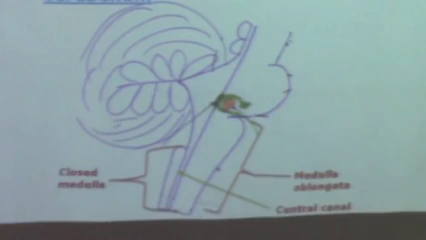 Closed
medulla
Medulla
oblongata
Central canal